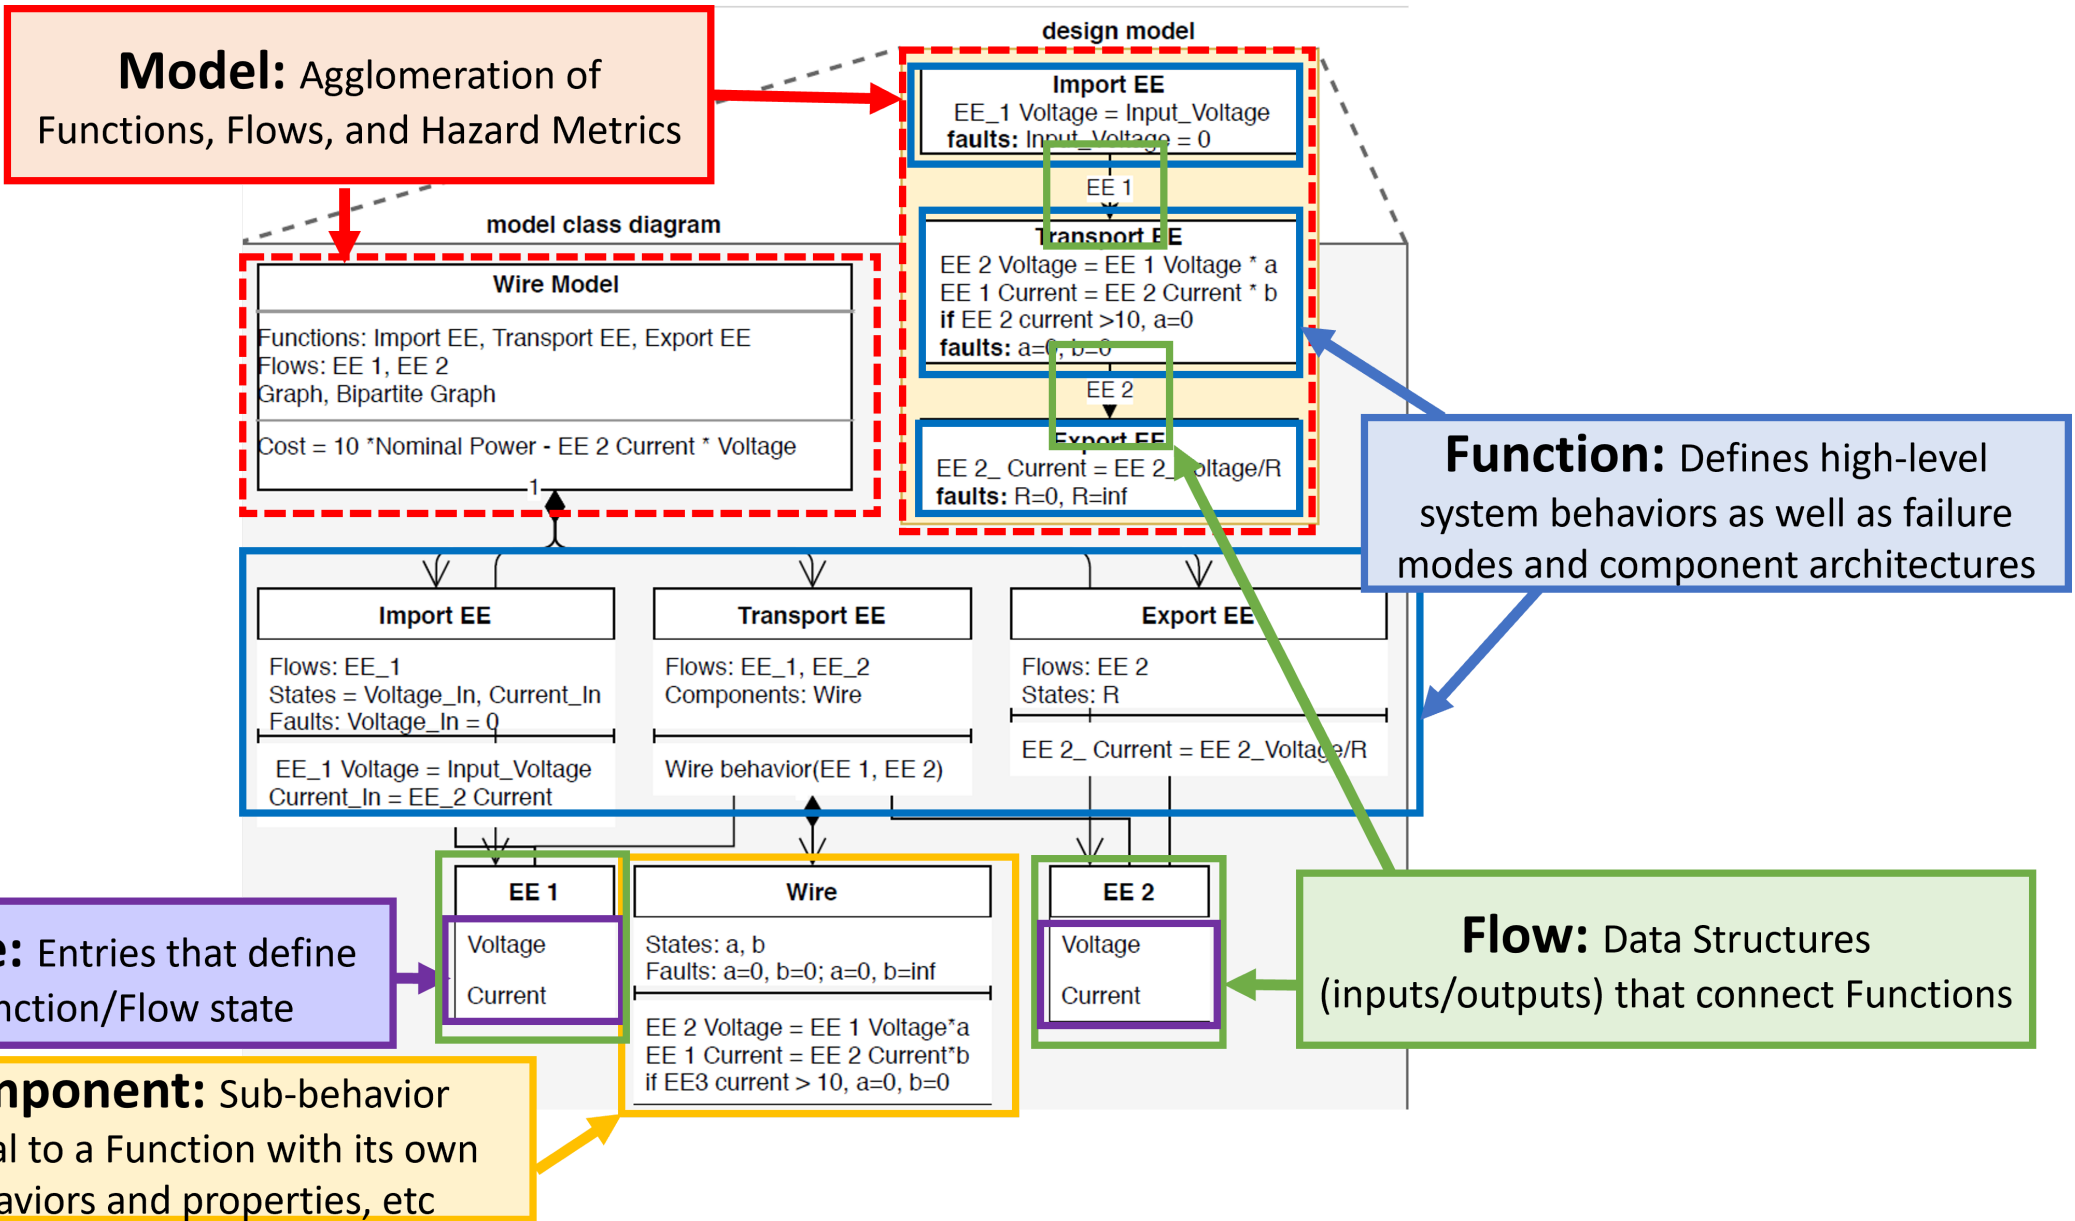 design model
Model: Agglomeration of
Functions, Flows, and Hazard Metrics
Import EE
EE_1 Voltage = Input_Voltage
faults: Input_Voltage = 0
EE 1
Transport EE
EE 2 Voltage = EE 1 Voltage * a
EE 1 Current = EE 2 Current * b
if EE 2 current >10, a=0
faults: a=0, b=0
EE 2
Export EE
EE 2_ Current = EE 2_Voltage/R
faults: R=0, R=inf
model class diagram
Wire Model
Functions: Import EE, Transport EE, Export EE
Flows: EE 1, EE 2
Graph, Bipartite Graph
Cost = 10 *Nominal Power - EE 2 Current * Voltage
1
Function: Defines high-level
system behaviors as well as failure
modes and component architectures
Import EE
Flows: EE_1
States = Voltage_In, Current_In
Faults: Voltage_In = 0
EE_1 Voltage = Input_Voltage
Current_In = EE_2 Current
Transport EE
Flows: EE_1, EE_2
Components: Wire
Wire behavior(EE 1, EE 2)
Export EE
Flows: EE 2
States: R
EE 2_ Current = EE 2_Voltage/R
EE 1
Voltage
Current
Wire
States: a, b
Faults: a=0, b=0; a=0, b=inf
EE 2 Voltage = EE 1 Voltage*a
EE 1 Current = EE 2 Current*b
if EE3 current > 10, a=0, b=0
EE 2
Voltage
Current
Flow: Data Structures
(inputs/outputs) that connect Functions
e: Entries that define
nction/Flow state
mponent: Sub-behavior
al to a Function with its own
aviors and properties, etc